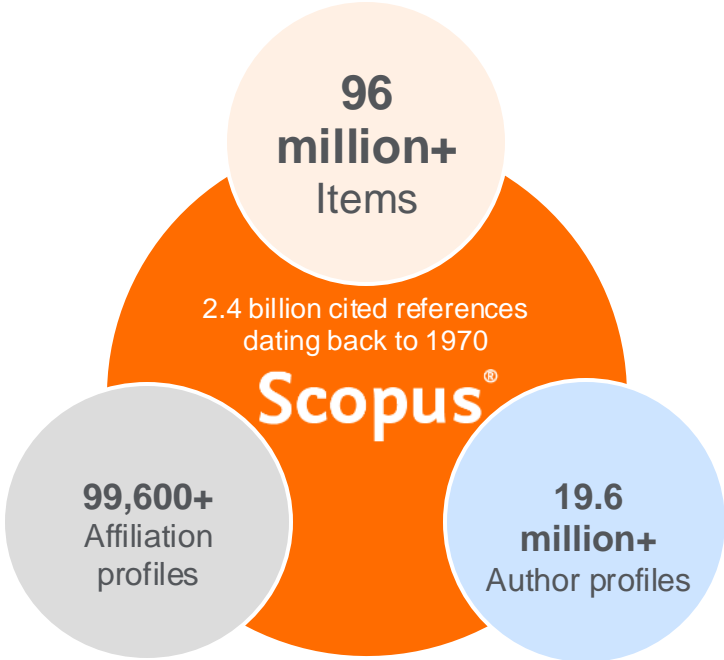 96
million+
Items
2.4 billion cited references
dating back to 1970
Scopus®
99,600+
Affiliation
profiles
19.6
million+
Author profiles